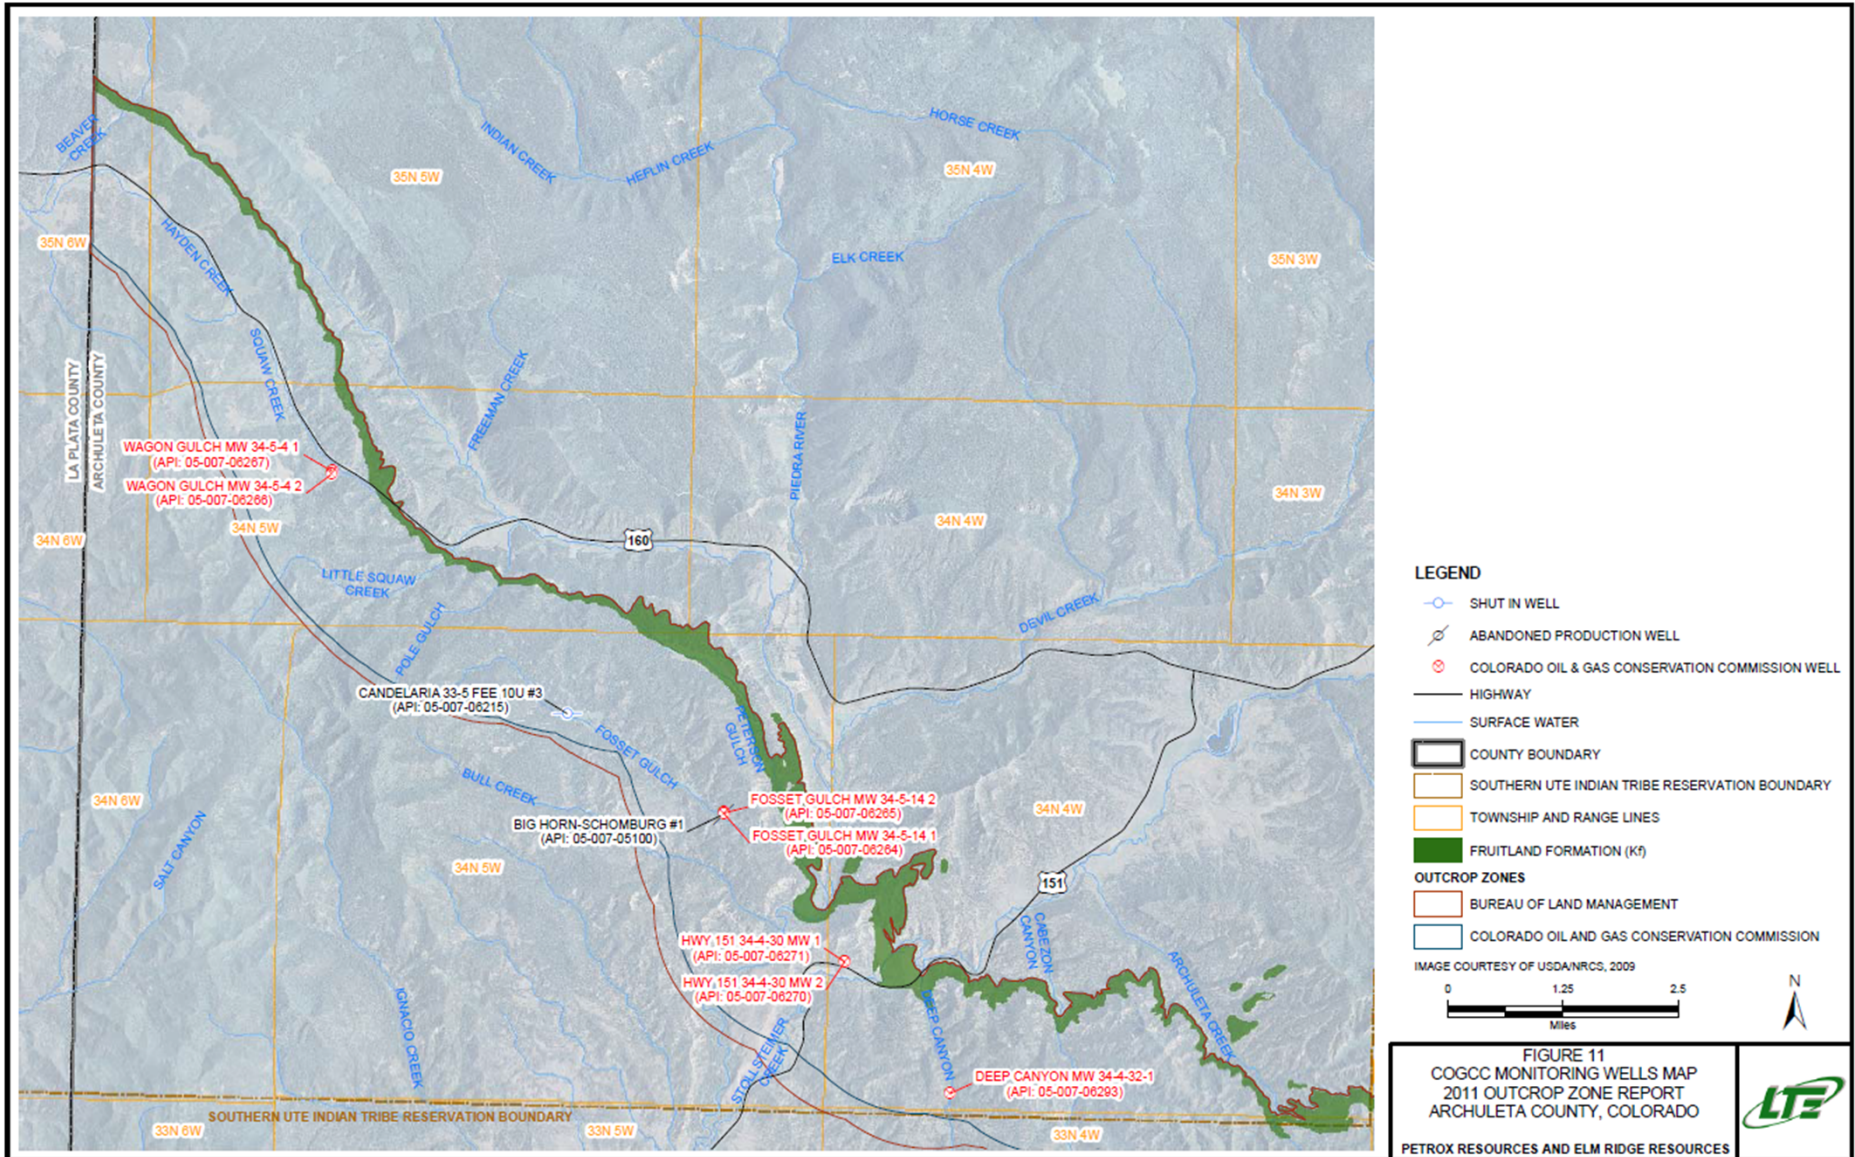 BEAVER
CREEK
INDIAN CREEK
HEFLIN CREEK
HORSE CREEK
35N 5W
35N 4W
35N 6W
HAYDEN CREEK
ELK CREEK
35N 3W
SQUAW CREEK
FREEMAN CREEK
PIEDRA RIVER
LA PLATA COUNTY
ARCHULETA COUNTY
WAGON GULCH MW 34-5-4 1
(API: 05-007-06267)
WAGON GULCH MW 34-5-4 2
(API: 05-007-06266)
34N 5W
34N 6W
34N 4W
34N 3W
160
LITTLE SQUAW
CREEK
POLE GULCH
DEVIL CREEK
CANDELARIA 33-5 FEE 10U #3
(API: 05-007-06215)
FOSSET GULCH
PETERSON
GULCH
BULL CREEK
34N 6W
SALT CANYON
BIG HORN-SCHOMBURG #1
(API: 05-007-05100)
FOSSET GULCH MW 34-5-14 2
(API: 05-007-06265)
FOSSET GULCH MW 34-5-14 1
(API: 05-007-06264)
34N 4W
34N 5W
151
HWY 151 34-4-30 MW 1
(API: 05-007-06271)
HWY 151 34-4-30 MW 2
(API: 05-007-06270)
CABEZON
CANYON
ARCHULETA CREEK
DEEP CANYON
IGNACIO CREEK
STOLLSTEIMER
CREEK
DEEP CANYON MW 34-4-32-1
(API: 05-007-06293)
SOUTHERN UTE INDIAN TRIBE RESERVATION BOUNDARY
33N 6W
33N 5W
33N 4W
LEGEND
SHUT IN WELL
ABANDONED PRODUCTION WELL
COLORADO OIL & GAS CONSERVATION COMMISSION WELL
HIGHWAY
SURFACE WATER
COUNTY BOUNDARY
SOUTHERN UTE INDIAN TRIBE RESERVATION BOUNDARY
TOWNSHIP AND RANGE LINES
FRUITLAND FORMATION (Kf)
OUTCROP ZONES
BUREAU OF LAND MANAGEMENT
COLORADO OIL AND GAS CONSERVATION COMMISSION
IMAGE COURTESY OF USDA/NRCS, 2009
0 1.25 2.5
Miles
N
FIGURE 11
COGCC MONITORING WELLS MAP
2011 OUTCROP ZONE REPORT
ARCHULETA COUNTY, COLORADO
PETROX RESOURCES AND ELM RIDGE RESOURCES
LTE